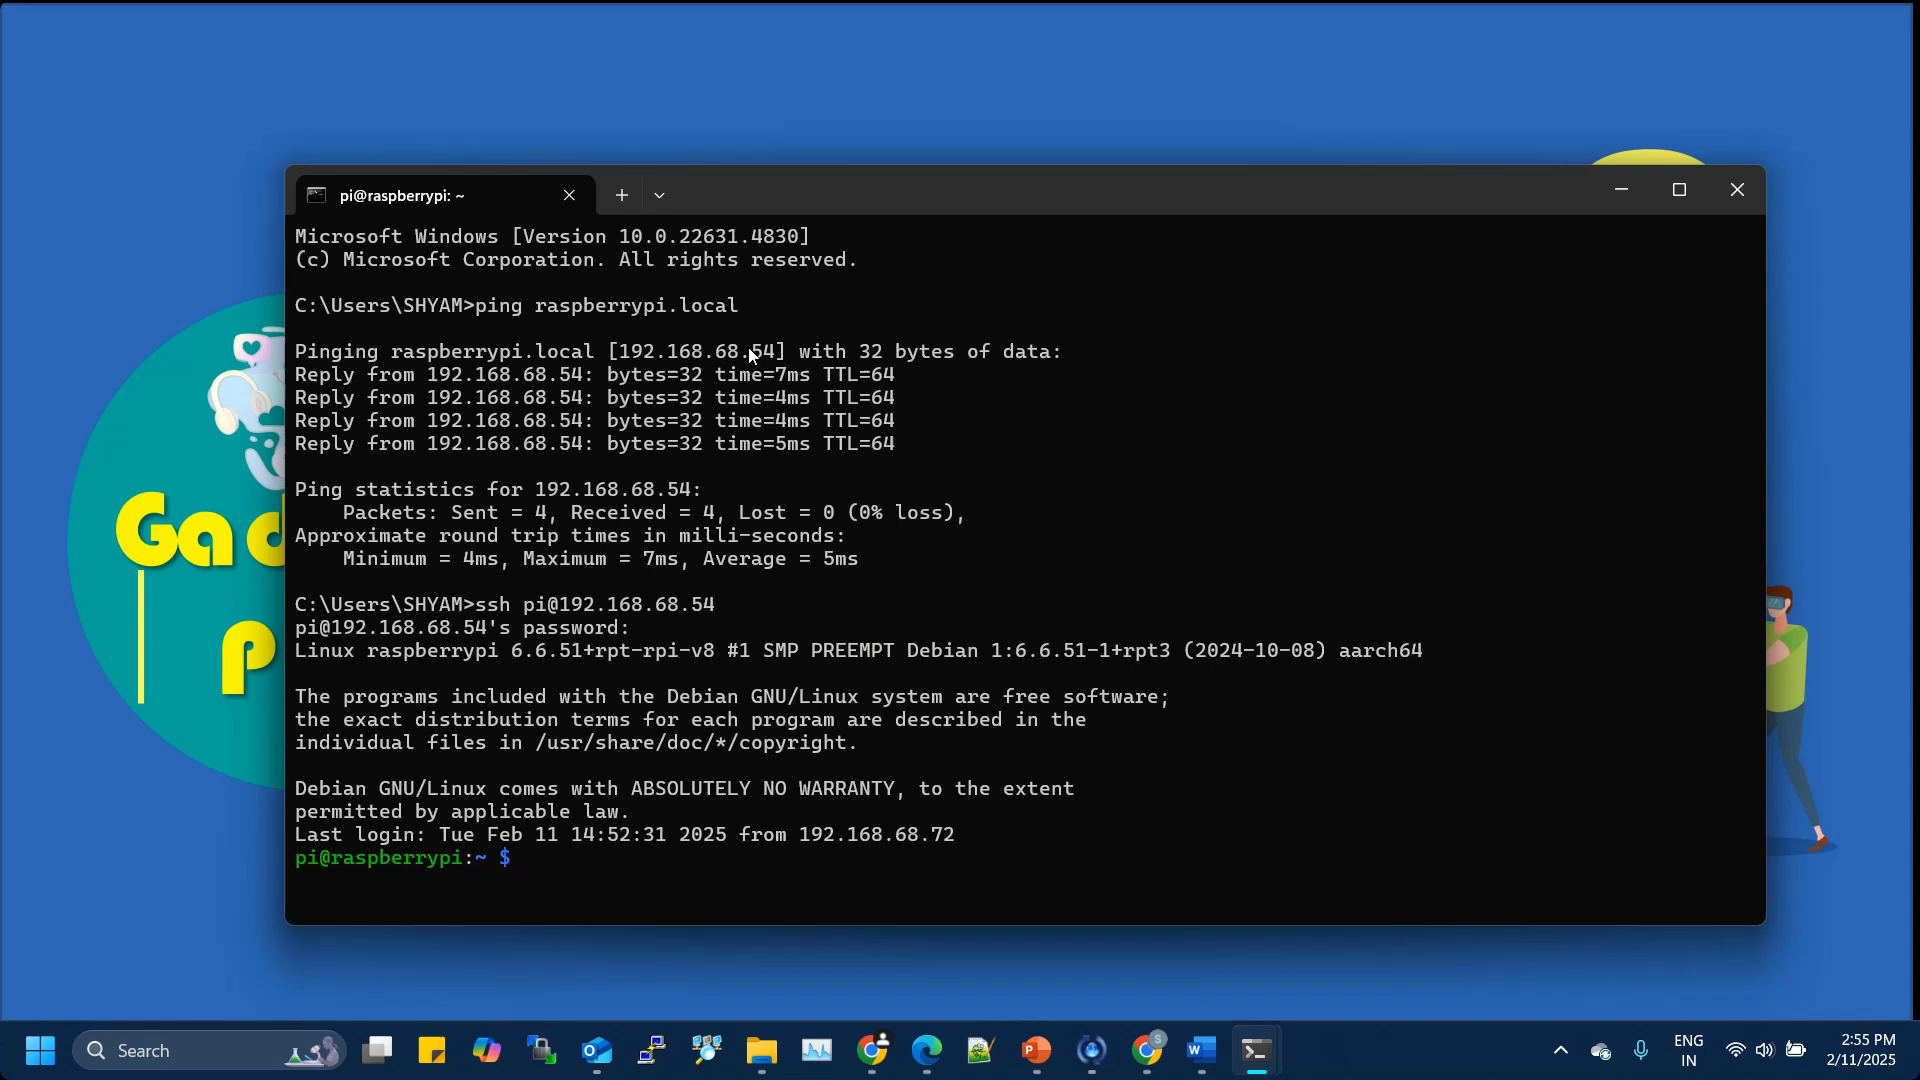 pi@raspberrypi: ~
Microsoft Windows [Version 10.0.22631.4830]
(c) Microsoft Corporation. All rights reserved.
C:\Users\SHYAM>ping raspberrypi.local
Pinging raspberrypi.local [192.168.68.54] with 32 bytes of data:
Reply from 192.168.68.54: bytes=32 time=7ms TTL=64
Reply from 192.168.68.54: bytes=32 time=4ms TTL=64
Reply from 192.168.68.54: bytes=32 time=4ms TTL=64
Reply from 192.168.68.54: bytes=32 time=5ms TTL=64
Ping statistics for 192.168.68.54:
Packets: Sent = 4, Received = 4, Lost = 0 (0% loss),
Approximate round trip times in milli-seconds:
Minimum = 4ms, Maximum = 7ms, Average = 5ms
C:\Users\SHYAM>ssh pi@192.168.68.54
pi@192.168.68.54's password:
Linux raspberrypi 6.6.51+rpt-rpi-v8 #1 SMP PREEMPT Debian 1:6.6.51-1+rpt3 (2024-10-08) aarch64
The programs included with the Debian GNU/Linux system are free software;
the exact distribution terms for each program are described in the
individual files in /usr/share/doc/*/copyright.
Debian GNU/Linux comes with ABSOLUTELY NO WARRANTY, to the extent
permitted by applicable law.
Last login: Tue Feb 11 14:52:31 2025 from 192.168.68.72
pi@raspberrypi:~ $
Gad
p
Search
ENG
IN
2:55 PM
2/11/2025